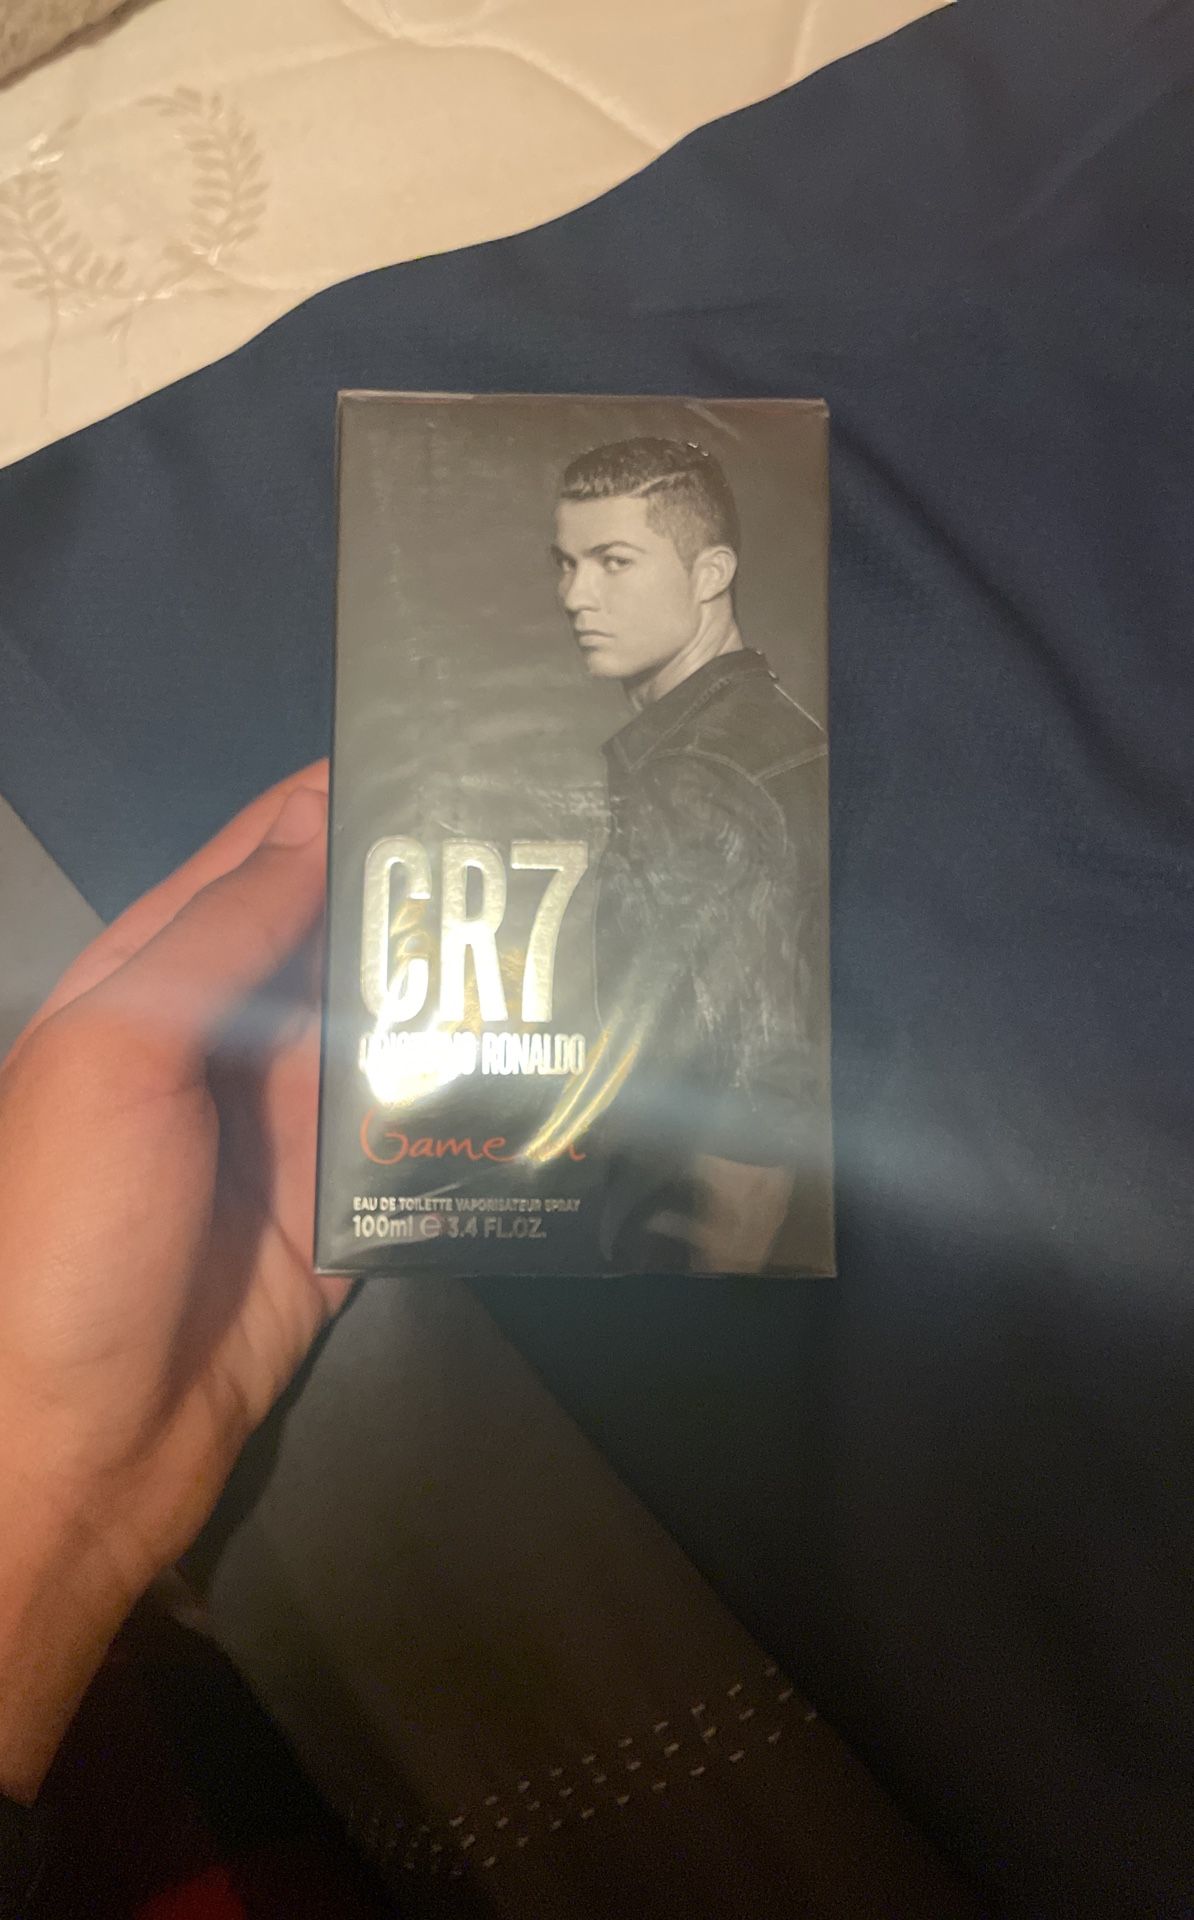 CR7
RONALDO
Game
EAU DE TOILETTE VAPORISATEUR SPRAY
100ml e 3.4 FL.OZ.